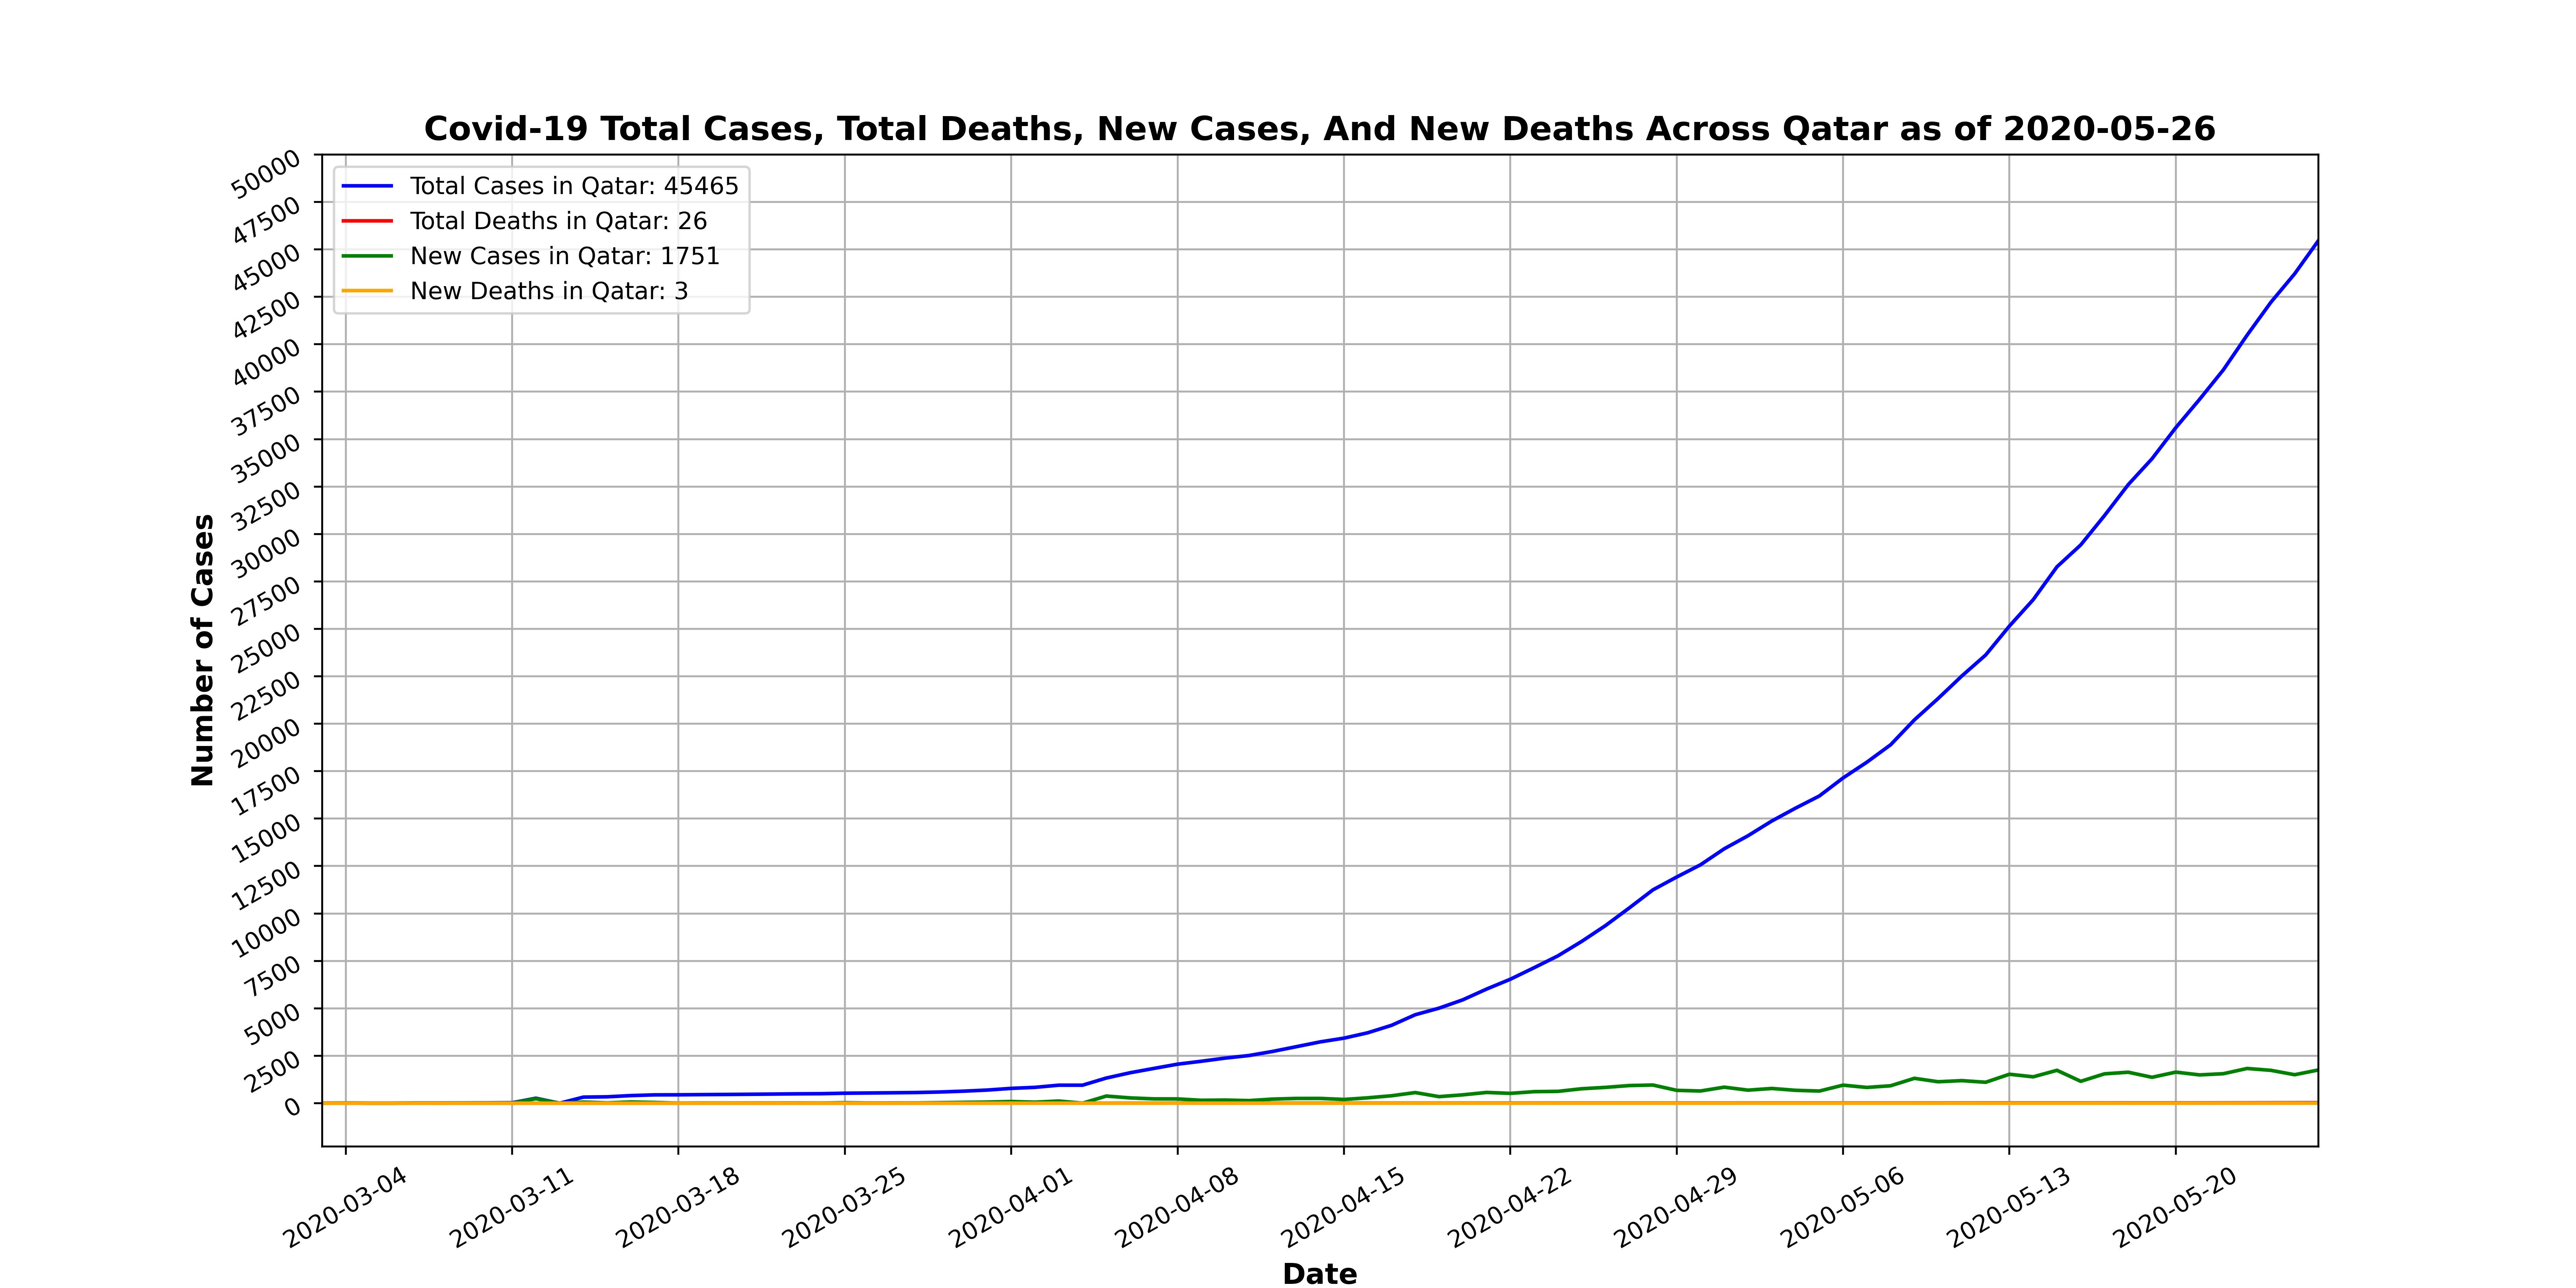 Covid-19 Total Cases, Total Deaths, New Cases, And New Deaths Across Qatar as of 2020-05-26
Total Cases in Qatar: 45465
Total Deaths in Qatar: 26
New Cases in Qatar: 1751
New Deaths in Qatar: 3
Number of Cases
50000
47500
45000
42500
40000
37500
35000
32500
30000
27500
25000
22500
20000
17500
15000
12500
10000
7500
5000
2500
0
2020-03-04 2020-03-11 2020-03-18 2020-03-25 2020-04-01 2020-04-08 2020-04-15 2020-04-22 2020-04-29 2020-05-06 2020-05-13 2020-05-20
Date